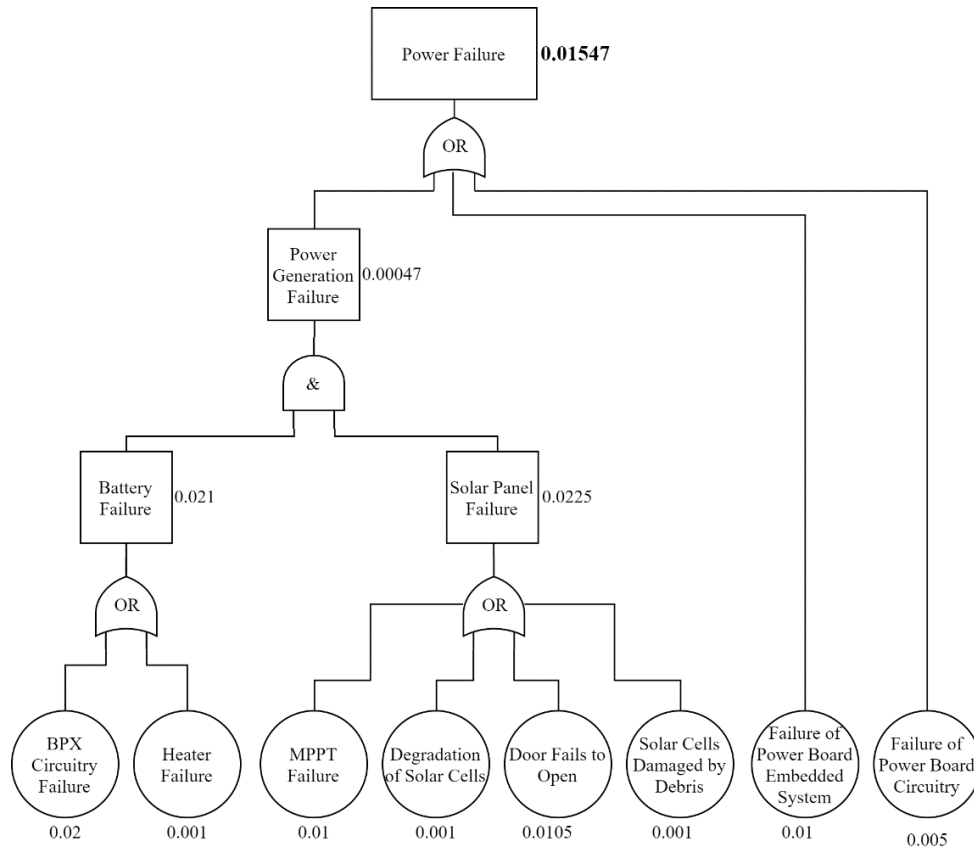 Power Failure
0.01547
OR
Power
Generation
Failure
0.00047
&
Battery
Failure
0.021
Solar Panel
Failure
0.0225
OR
OR
BPX
Circuitry
Failure
Heater
Failure
MPPT
Failure
Degradation
of Solar Cells
Door Fails to
Open
Solar Cells
Damaged by
Debris
Failure of
Power Board
Embedded
System
Failure of
Power Board
Circuitry
0.02
0.001
0.01
0.001
0.0105
0.001
0.01
0.005